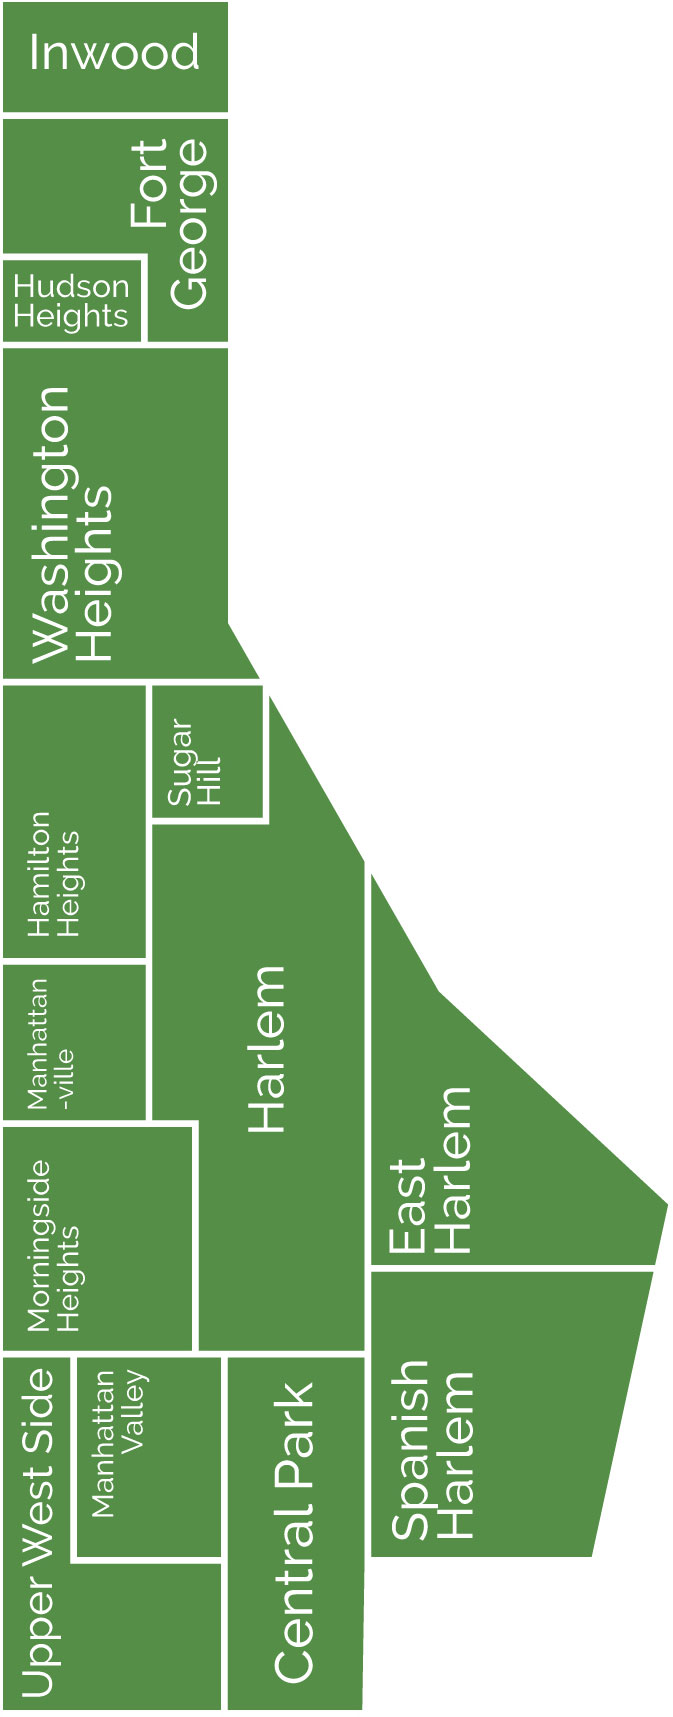 Inwood
Fort
George
Hudson
Heights
Washington
Heights
Sugar
Hill
Hamilton
Heights
Harlem
Manhattan
-ville
East
Harlem
Morningside
Heights
Upper West Side
Manhattan
Valley
Central Park
Spanish
Harlem